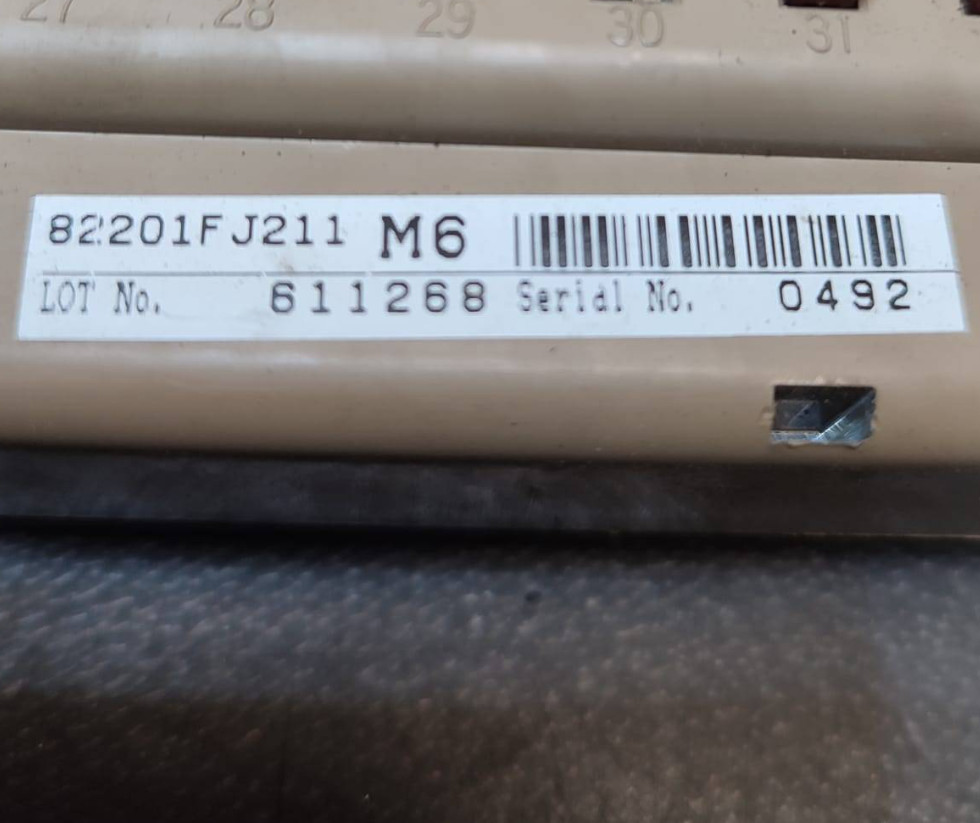 27 28 29 30 31
82201FJ211 M6
LOT No. 611268 Serial No. 0492